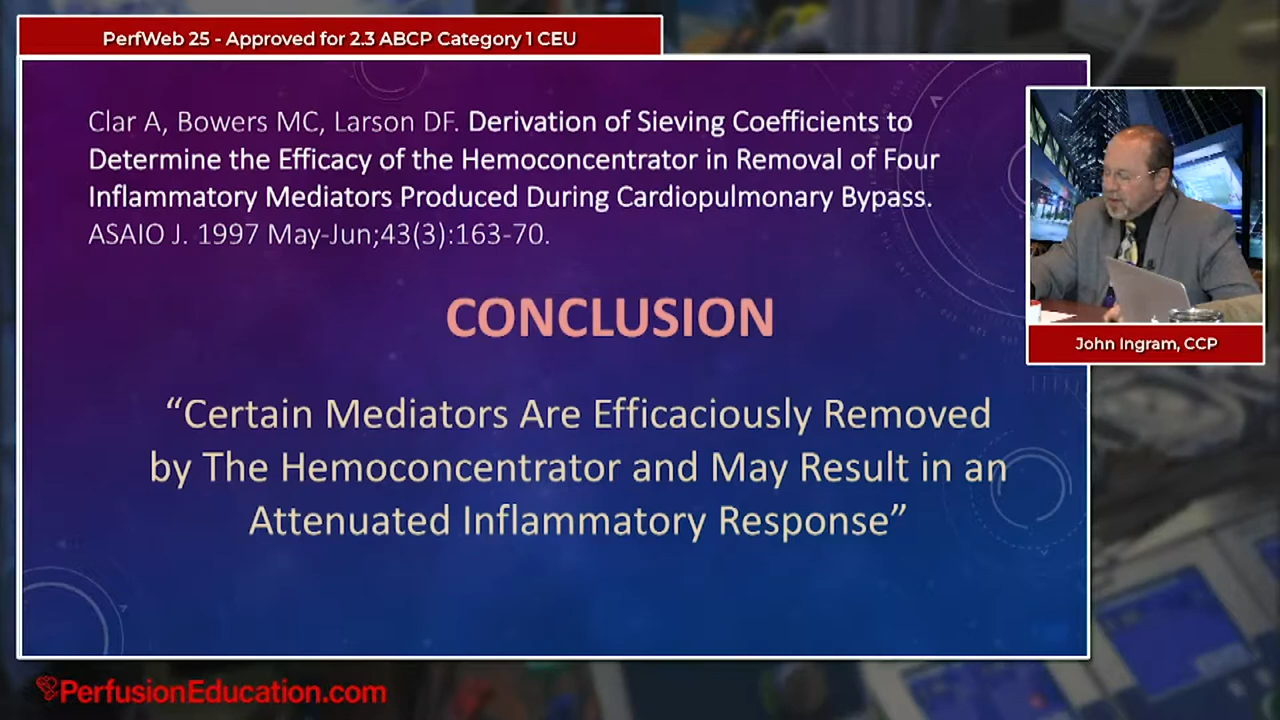 PerfWeb 25 - Approved for 2.3 ABCP Category 1 CEU
Clar A, Bowers MC, Larson DF. Derivation of Sieving Coefficients to
Determine the Efficacy of the Hemoconcentrator in Removal of Four
Inflammatory Mediators Produced During Cardiopulmonary Bypass.
ASAIO J. 1997 May-Jun;43(3):163-70.
CONCLUSION
“Certain Mediators Are Efficaciously Removed
by The Hemoconcentrator and May Result in an
Attenuated Inflammatory Response”
John Ingram, CCP
PerfusionEducation.com